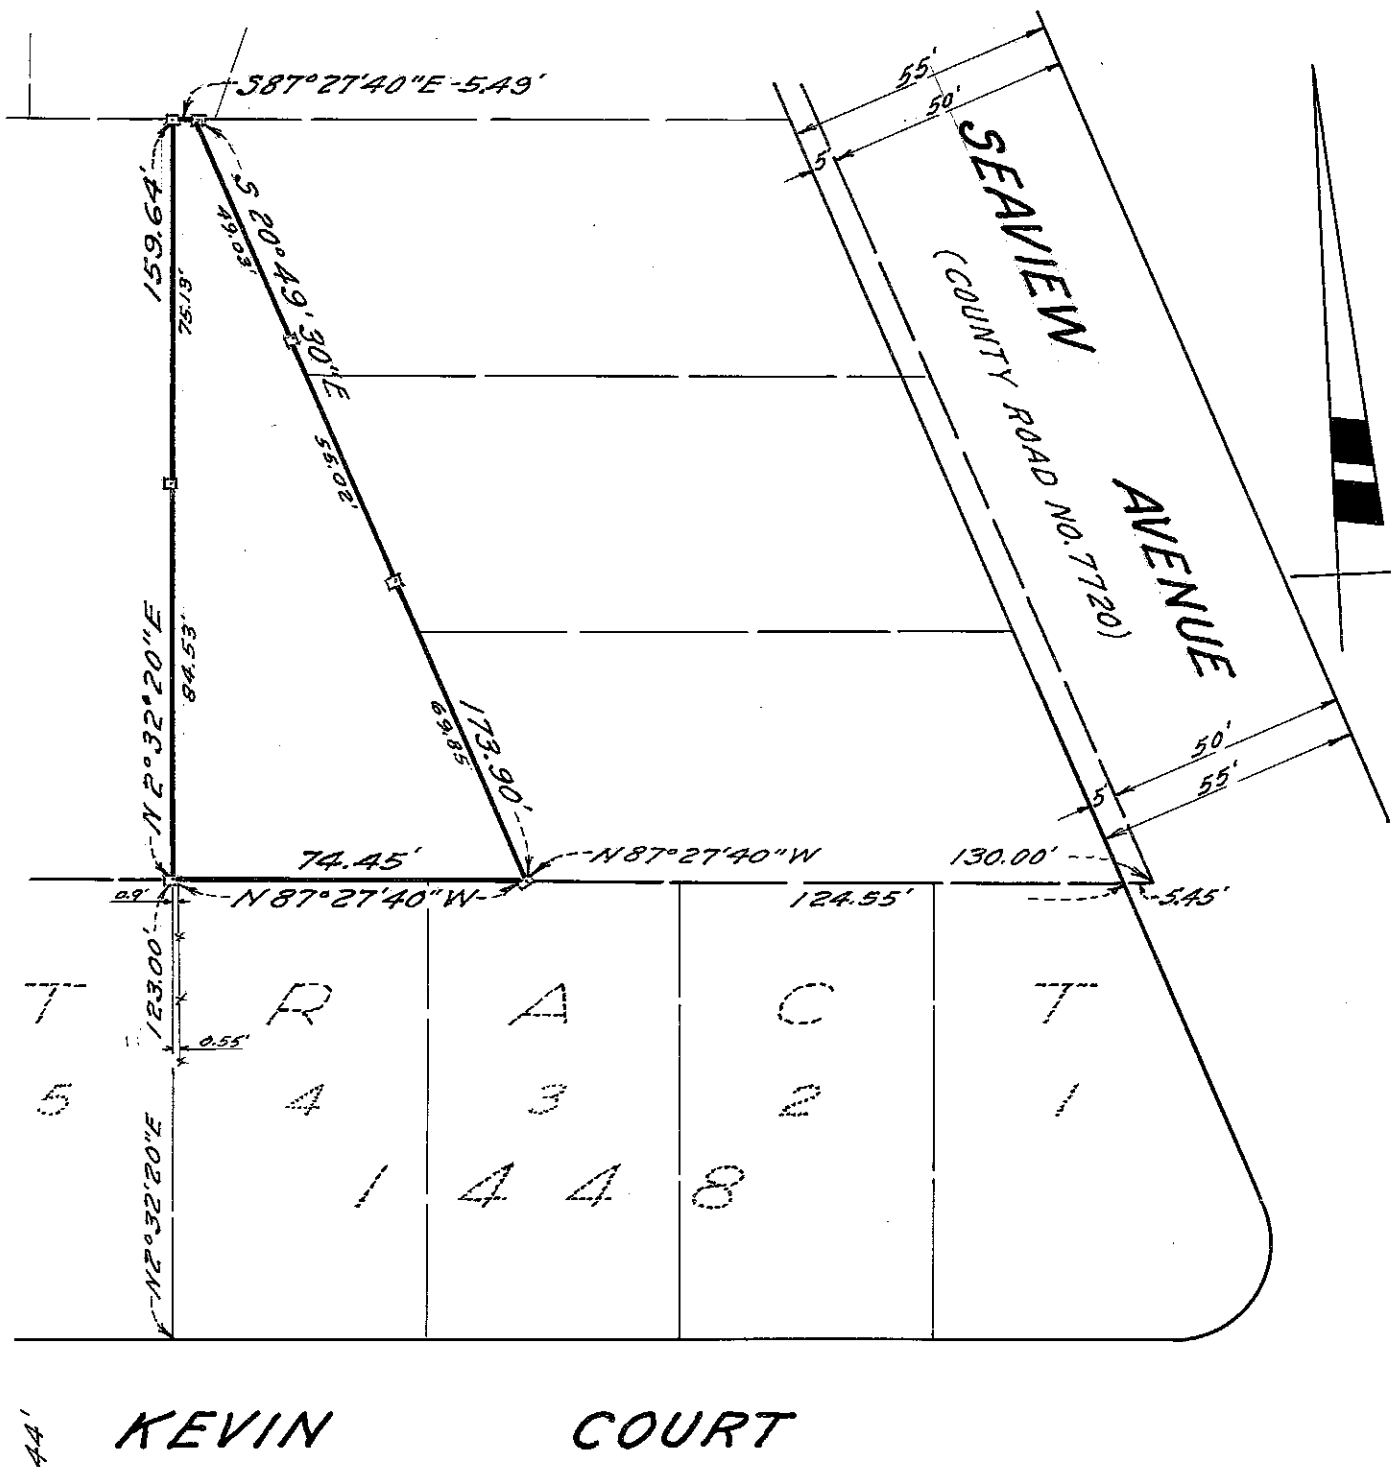 S87°27'40"E -5.49'
55'
50'
5'
SEAVIEW
AVENUE
(COUNTY ROAD NO.7720)
159.64'
75.19'
S 20°49'30"E
49.03'
55.02'
N 2°32'20"E
84.53'
173.90'
69.85
50'
55'
5'
74.45'
N87°27'40"W
130.00'
0.9'
N87°27'40"W
124.55'
5.45'
123.00'
0.55'
T R A C T
5 4 3 2 1
1 4 4 8
N2°32'20"E
44'
KEVIN COURT